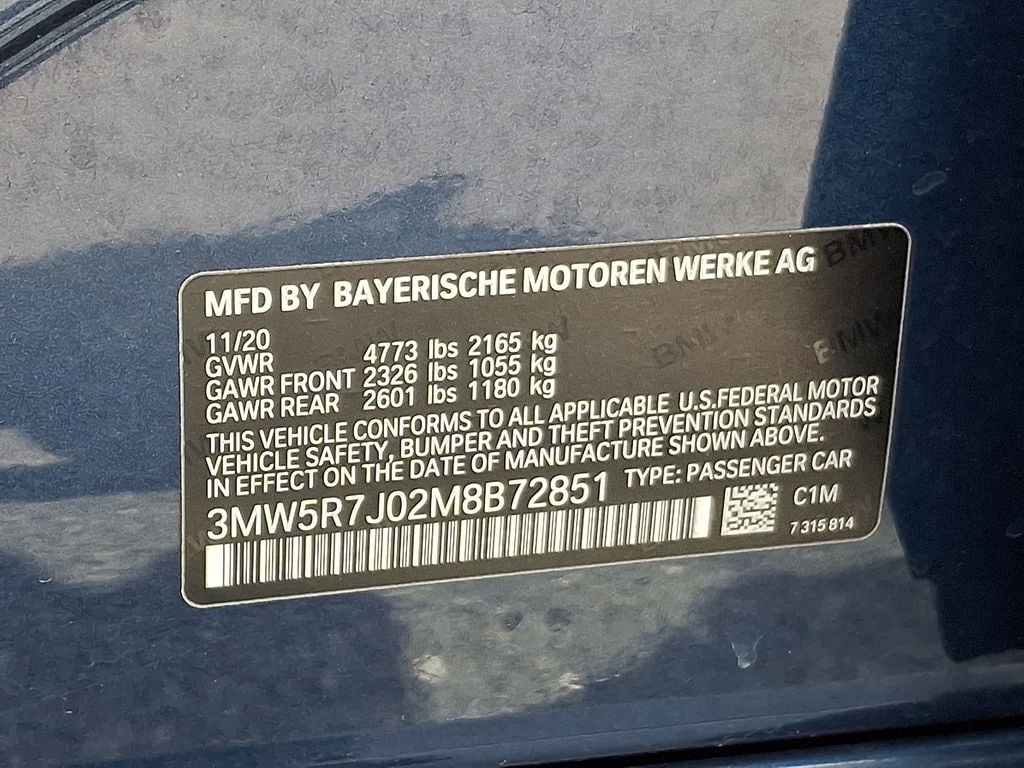 MFD BY BAYERISCHE MOTOREN WERKE AG
11/20
GVWR 4773 lbs 2165 kg
GAWR FRONT 2326 lbs 1055 kg
GAWR REAR 2601 lbs 1180 kg
THIS VEHICLE CONFORMS TO ALL APPLICABLE U.S.FEDERAL MOTOR
VEHICLE SAFETY, BUMPER AND THEFT PREVENTION STANDARDS
IN EFFECT ON THE DATE OF MANUFACTURE SHOWN ABOVE.
3MW5R7J02M8B72851 TYPE: PASSENGER CAR
C1M
7 315 814
BMW
BMW
BMW